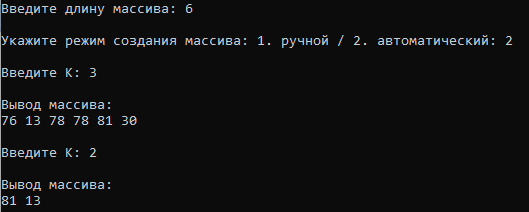 Введите длину массива: 6
Укажите режим создания массива: 1. ручной / 2. автоматический: 2
Введите K: 3
Вывод массива:
76 13 78 78 81 30
Введите K: 2
Вывод массива:
81 13